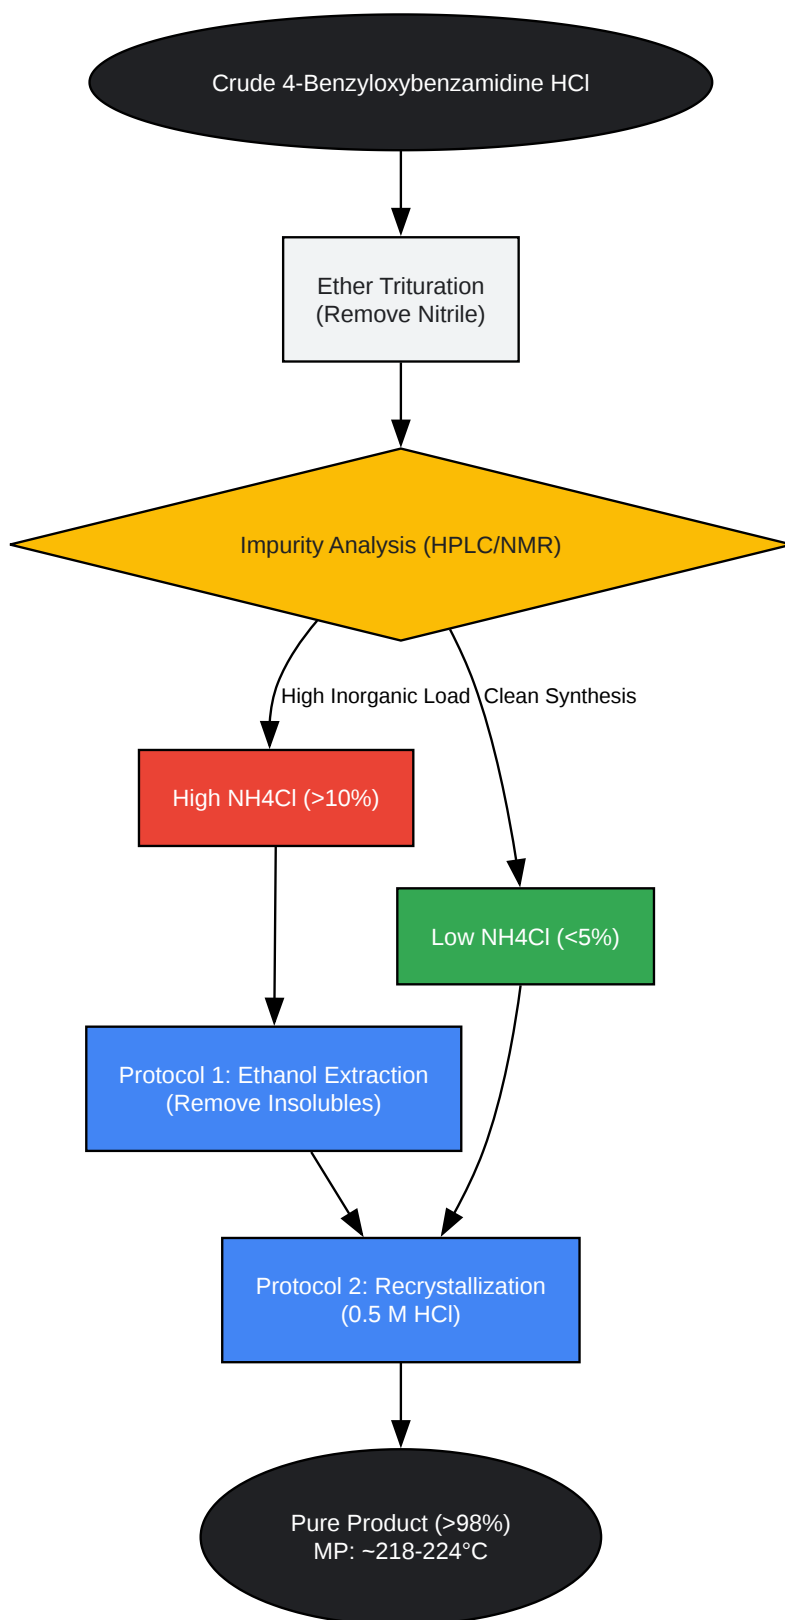 Crude 4-Benzyloxybenzamidine HCl
Ether Trituration
(Remove Nitrile)
Impurity Analysis (HPLC/NMR)
High Inorganic Load
Clean Synthesis
High NH4Cl (>10%)
Low NH4Cl (<5%)
Protocol 1: Ethanol Extraction
(Remove Insolubles)
Protocol 2: Recrystallization
(0.5 M HCl)
Pure Product (>98%)
MP: ~218-224°C